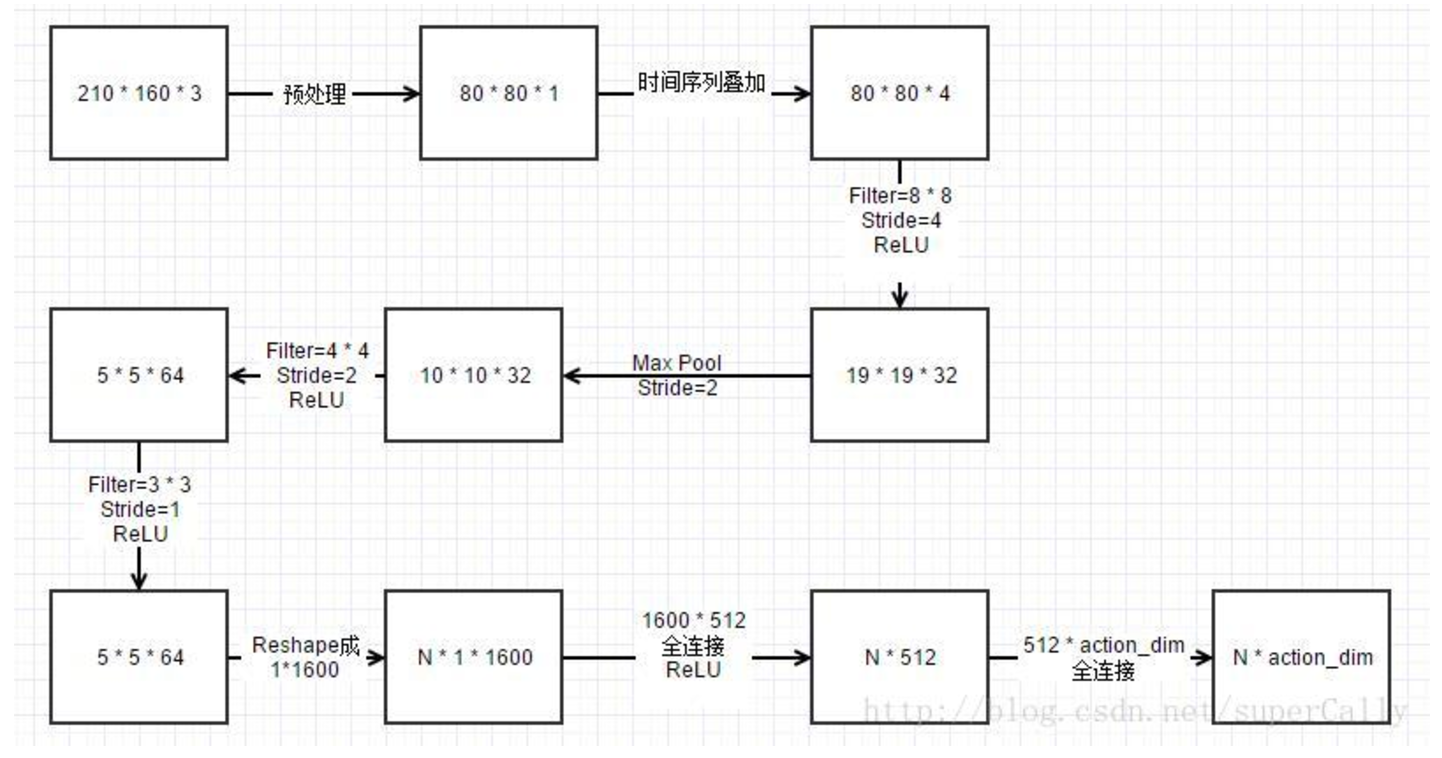 210 * 160 * 3
预处理
80 * 80 * 1
时间序列叠加
80 * 80 * 4
Filter=8 * 8
Stride=4
ReLU
19 * 19 * 32
Max Pool
Stride=2
10 * 10 * 32
Filter=4 * 4
Stride=2
ReLU
5 * 5 * 64
Filter=3 * 3
Stride=1
ReLU
5 * 5 * 64
Reshape成
1*1600
N * 1 * 1600
1600 * 512
全连接
ReLU
N * 512
512 * action_dim
全连接
N * action_dim
http://blog.csdn.net/superCally